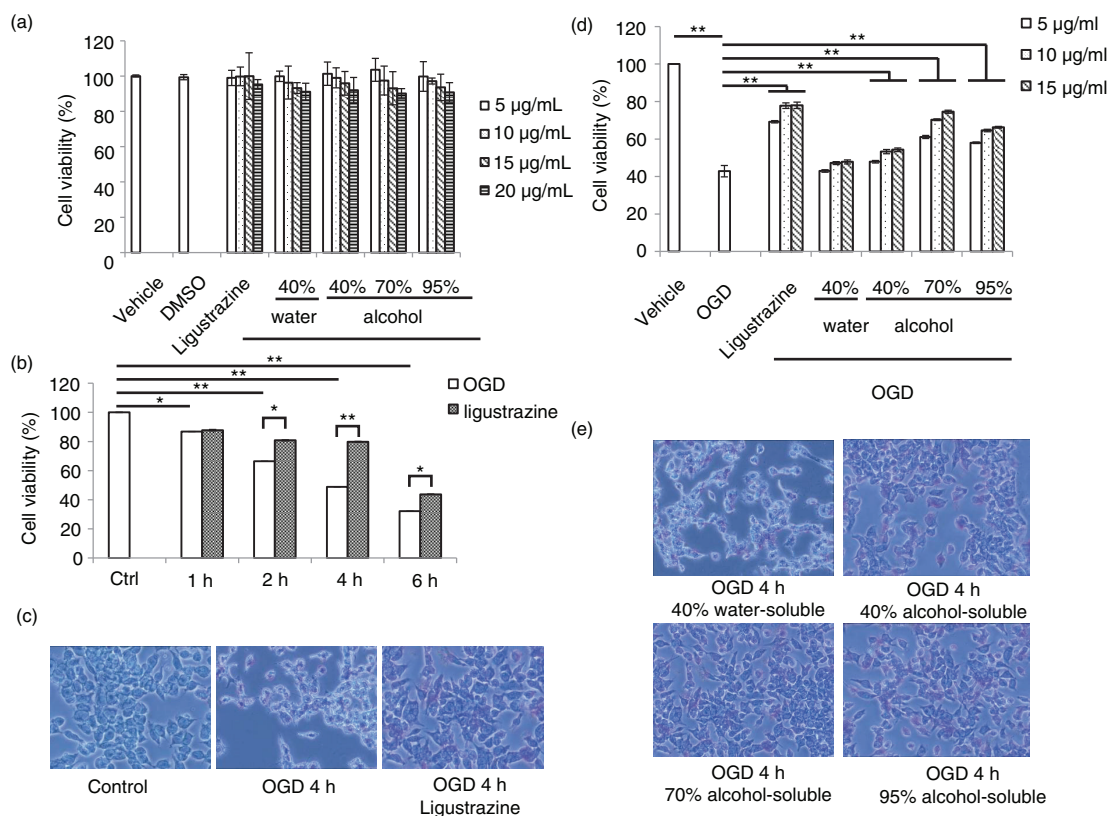 (a)
120
100
80
60
40
20
0
Cell viability (%)
5 µg/mL
10 µg/mL
15 µg/mL
20 µg/mL
Vehicle
DMSO
Ligustrazine
40% 40% 70% 95%
water alcohol
(b)
** 
**
**
*
* ** *
120
100
80
60
40
20
0
Cell viability (%)
OGD
ligustrazine
Ctrl 1 h 2 h 4 h 6 h
(c)
Control
OGD 4 h
OGD 4 h
Ligustrazine
(d)
**
**
**
**
**
120
100
80
60
40
20
0
Cell viability (%)
5 µg/ml
10 µg/ml
15 µg/ml
Vehicle
OGD
Ligustrazine
40% 40% 70% 95%
water alcohol
OGD
(e)
OGD 4 h
40% water-soluble
OGD 4 h
40% alcohol-soluble
OGD 4 h
70% alcohol-soluble
OGD 4 h
95% alcohol-soluble